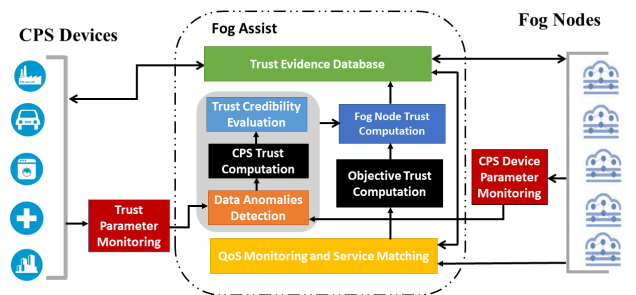 CPS Devices
Fog Assist
Fog Nodes
Trust Evidence Database
Trust Credibility
Evaluation
Fog Node Trust
Computation
CPS Trust
Computation
Objective Trust
Computation
CPS Device
Parameter
Monitoring
Data Anomalies
Detection
Trust
Parameter
Monitoring
QoS Monitoring and Service Matching